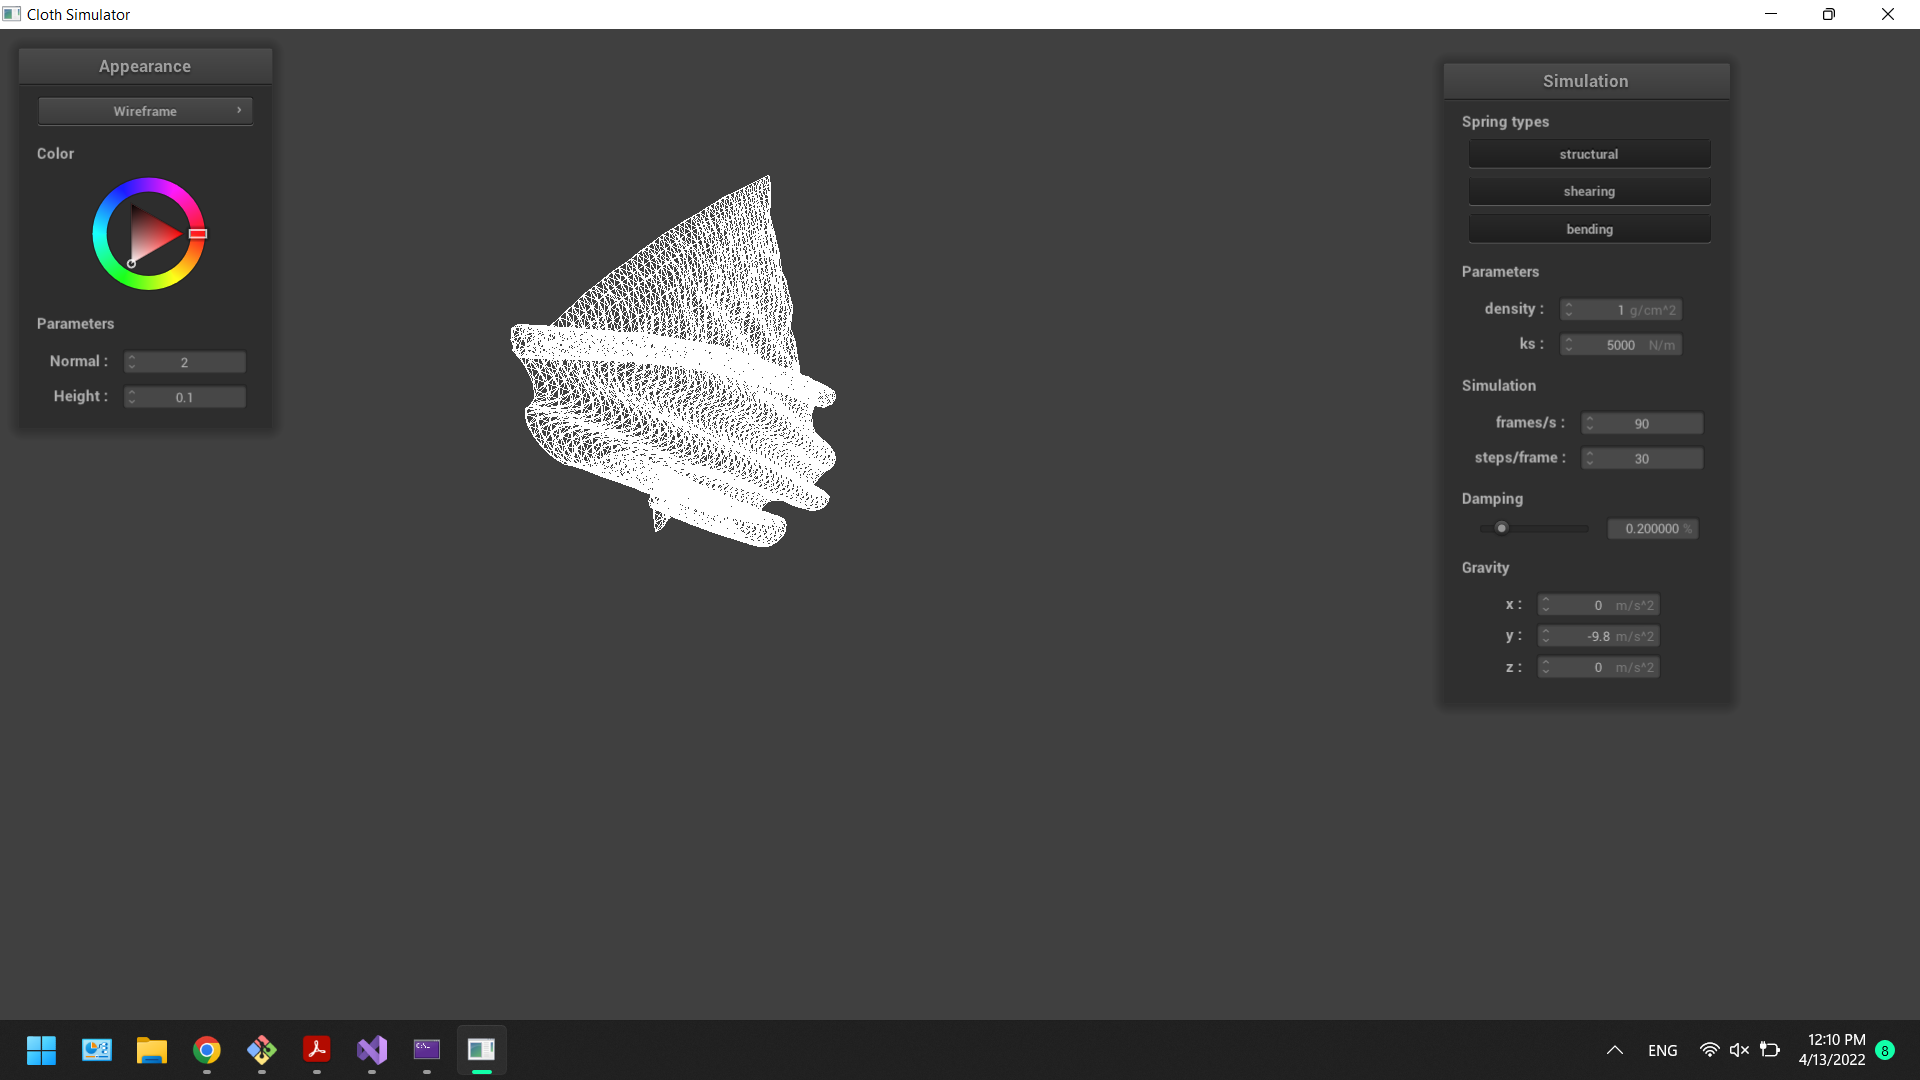 Cloth Simulator
Appearance
Wireframe
Color
Parameters
Normal : 2
Height : 0.1
Simulation
Spring types
structural
shearing
bending
Parameters
density : 1 g/cm^2
ks : 5000 N/m
Simulation
frames/s : 90
steps/frame : 30
Damping
0.200000 %
Gravity
x : 0 m/s^2
y : -9.8 m/s^2
z : 0 m/s^2
ENG
12:10 PM
4/13/2022
8